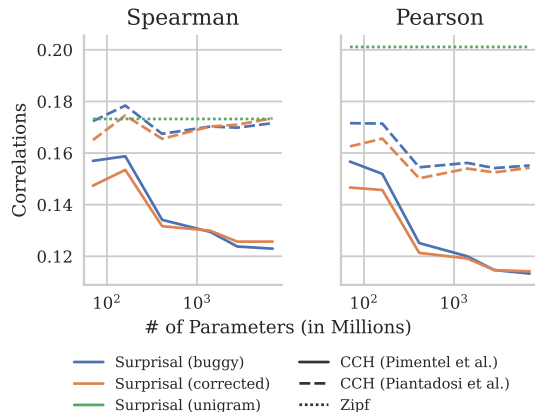 Spearman
Pearson
0.20
0.18
0.16
0.14
0.12
Correlations
10²
10³
10²
10³
# of Parameters (in Millions)
Surprisal (buggy)
Surprisal (corrected)
Surprisal (unigram)
CCH (Pimentel et al.)
CCH (Piantadosi et al.)
Zipf